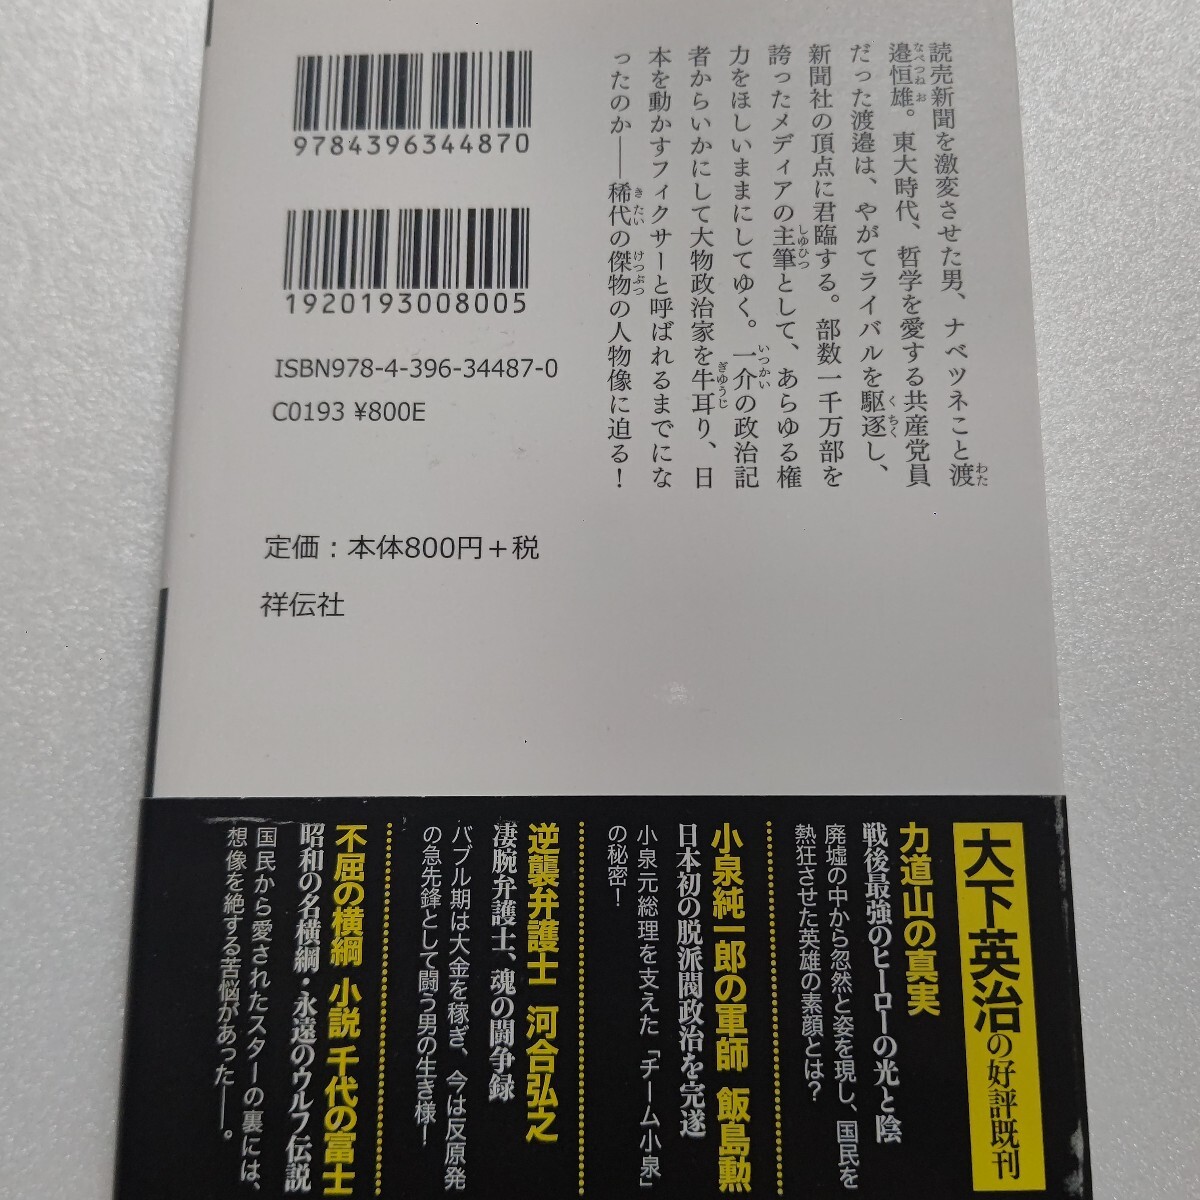 読売新聞を激変させた男、ナベツネこと渡
邉恒雄。東大時代、哲学を愛する共産党員
だった渡邉は、やがてライバルを駆逐し、
新聞社の頂点に君臨する。部数一千万部を
誇ったメディアの主筆として、あらゆる権
力をほしいままにしてゆく。一介の政治記
者からいかにして大物政治家を牛耳り、日
本を動かすフィクサーと呼ばれるまでにな
ったのか――稀代の傑物の人物像に迫る！
9784396344870
1920193008005
ISBN978-4-396-34487-0
C0193 ¥800E
定価：本体800円＋税
祥伝社
大下英治の好評既刊
力道山の真実
戦後最強のヒーローの光と陰
廃墟の中から忽然と姿を現し、国民を
熱狂させた英雄の素顔とは？
小泉純一郎の軍師 飯島勲
日本初の脱派閥政治を完遂
小泉元総理を支えた「チーム小泉」
の秘密！
逆襲弁護士 河合弘之
凄腕弁護士、魂の闘争録
バブル期は大金を稼ぎ、今は反原発
の急先鋒として闘う男の生き様！
不屈の横綱 小説 千代の富士
昭和の名横綱・永遠のウルフ伝説
国民から愛されたスターの裏には、
想像を絶する苦悩があった――。